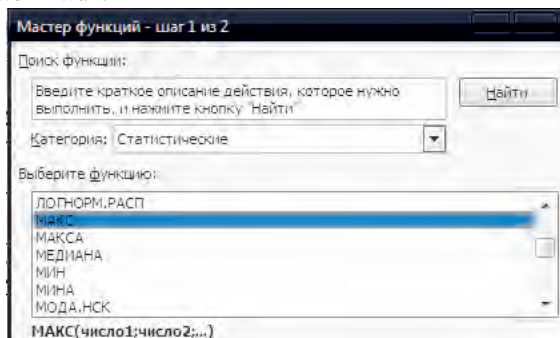 Мастер функций - шаг 1 из 2
Поиск функции:
Введите краткое описание действия, которое нужно
выполнить, и нажмите кнопку "Найти"
Найти
Категория: Статистические
Выберите функцию:
ЛОГНОРМ.РАСП
МАКС
МАКСА
МЕДИАНА
МИН
МИНА
МОДА.НСК
МАКС(число1;число2;...)